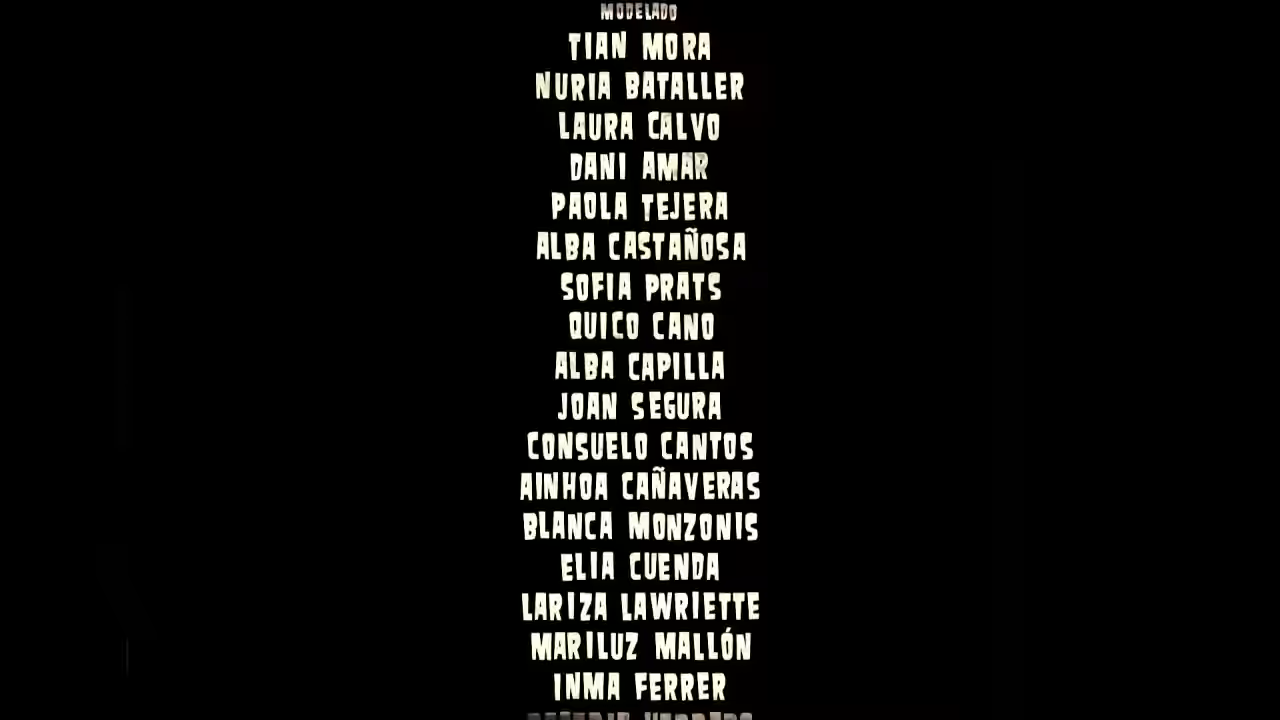 MODELADO
TIAN MORA
NURIA BATALLER
LAURA CALVO
DANI AMAR
PAOLA TEJERA
ALBA CASTAÑOSA
SOFIA PRATS
QUICO CANO
ALBA CAPILLA
JOAN SEGURA
CONSUELO CANTOS
AINHOA CAÑAVERAS
BLANCA MONZONIS
ELIA CUENDA
LARIZA LAWRIETTE
MARILUZ MALLÓN
INMA FERRER